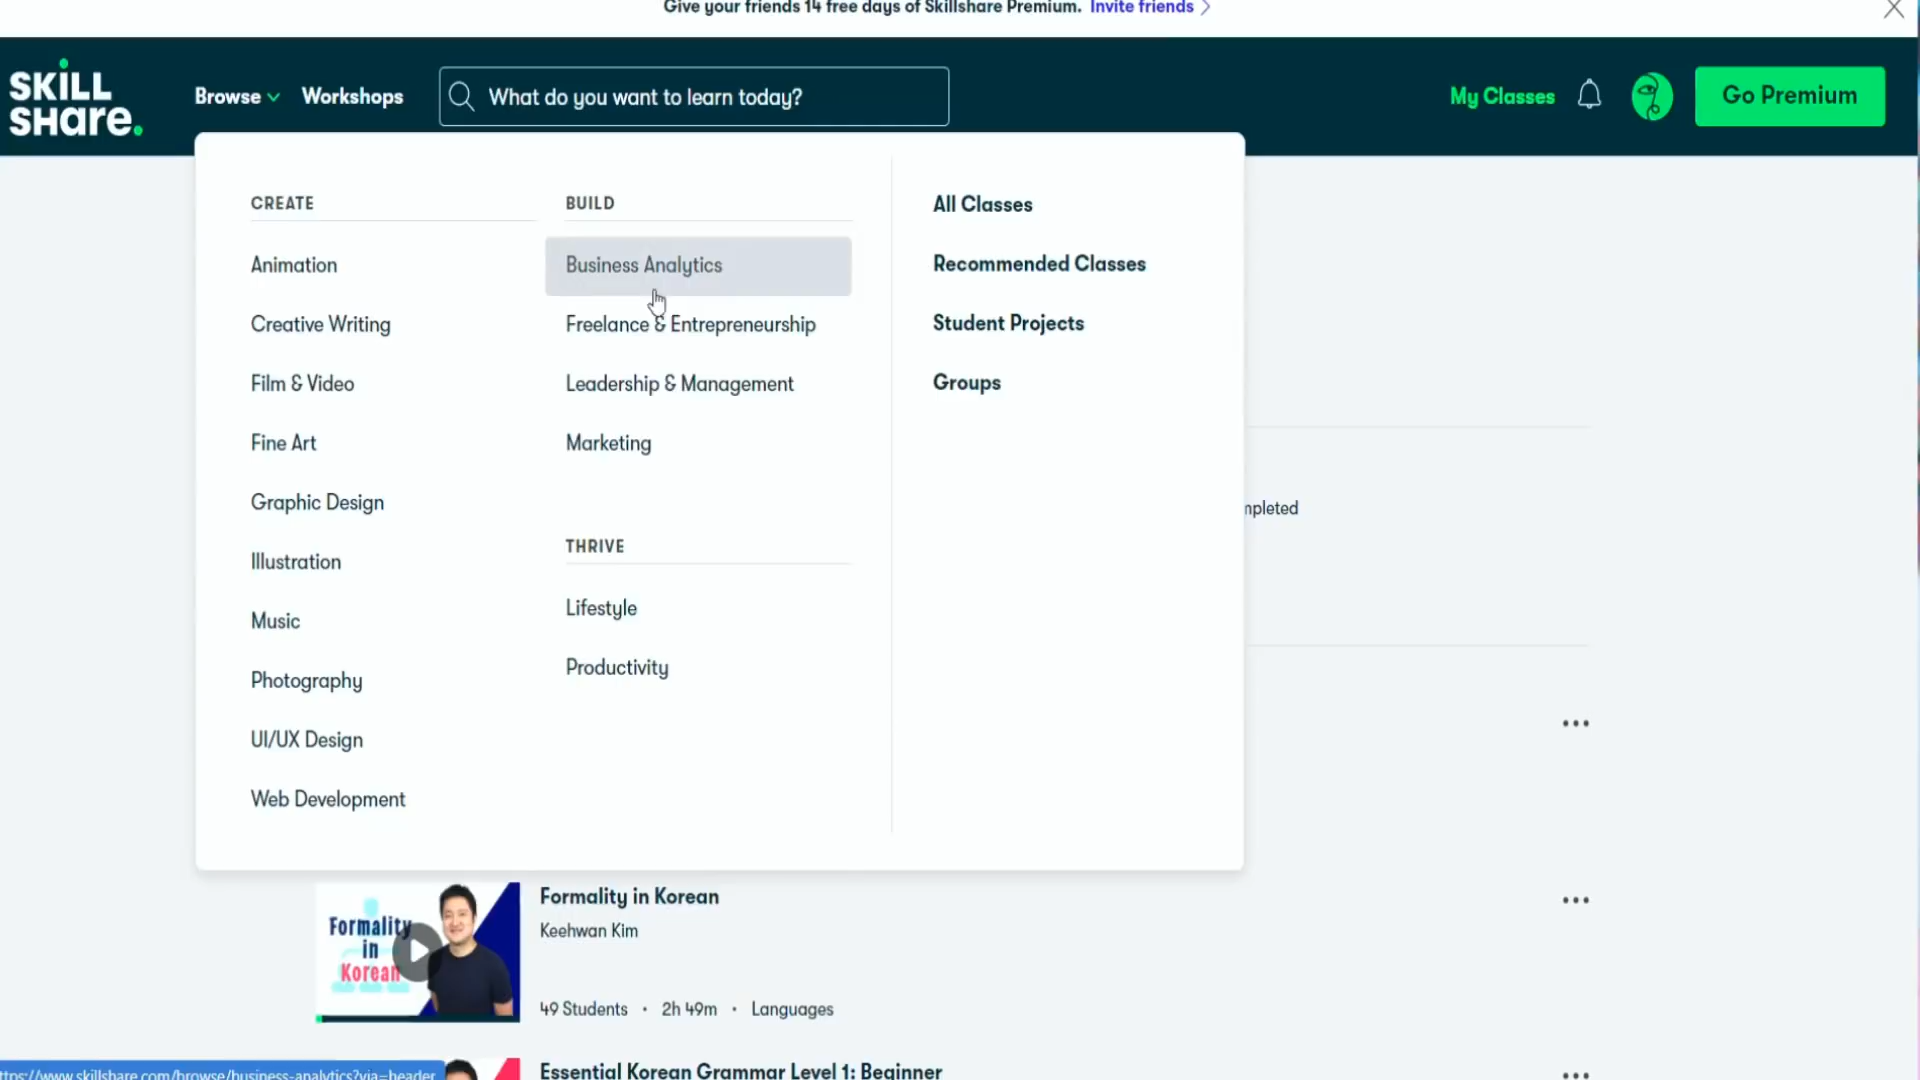 Give your friends 14 free days of Skillshare Premium. Invite friends
SKILL
SHARE.
Browse Workshops What do you want to learn today? My Classes Go Premium
CREATE
Animation
Creative Writing
Film & Video
Fine Art
Graphic Design
Illustration
Music
Photography
UI/UX Design
Web Development
BUILD
Business Analytics
Freelance & Entrepreneurship
Leadership & Management
Marketing
THRIVE
Lifestyle
Productivity
All Classes
Recommended Classes
Student Projects
Groups
mpleted
Formality
in
Korean
Formality in Korean
Keehwan Kim
49 Students · 2h 49m · Languages
Essential Korean Grammar Level 1: Beginner
ttps://www.skillshare.com/browse/business-analytics?via=header